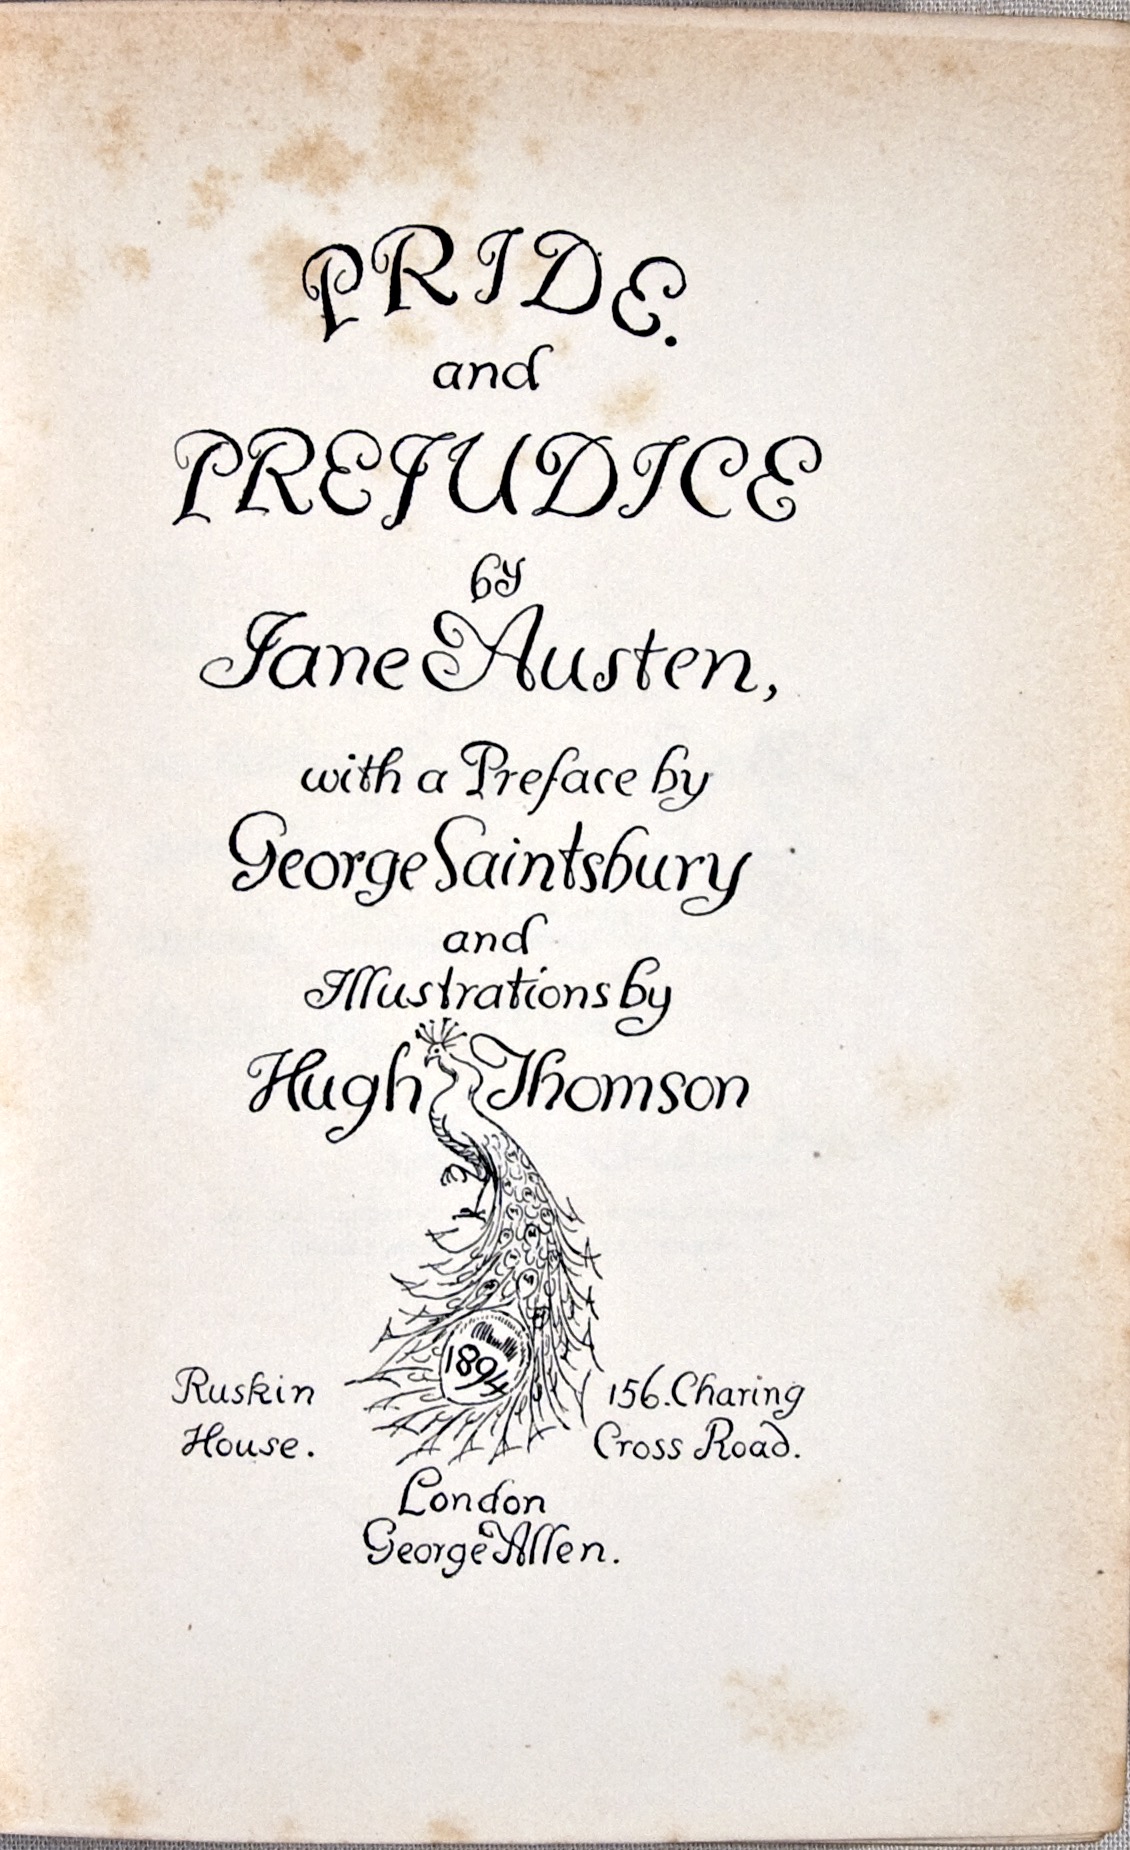 PRIDE.
and
PREJUDICE
by
Jane Austen,
with a Preface by
George Saintsbury
and
Illustrations by
Hugh Thomson
1894
Ruskin
House.
156. Charing
Cross Road.
London
George Allen.